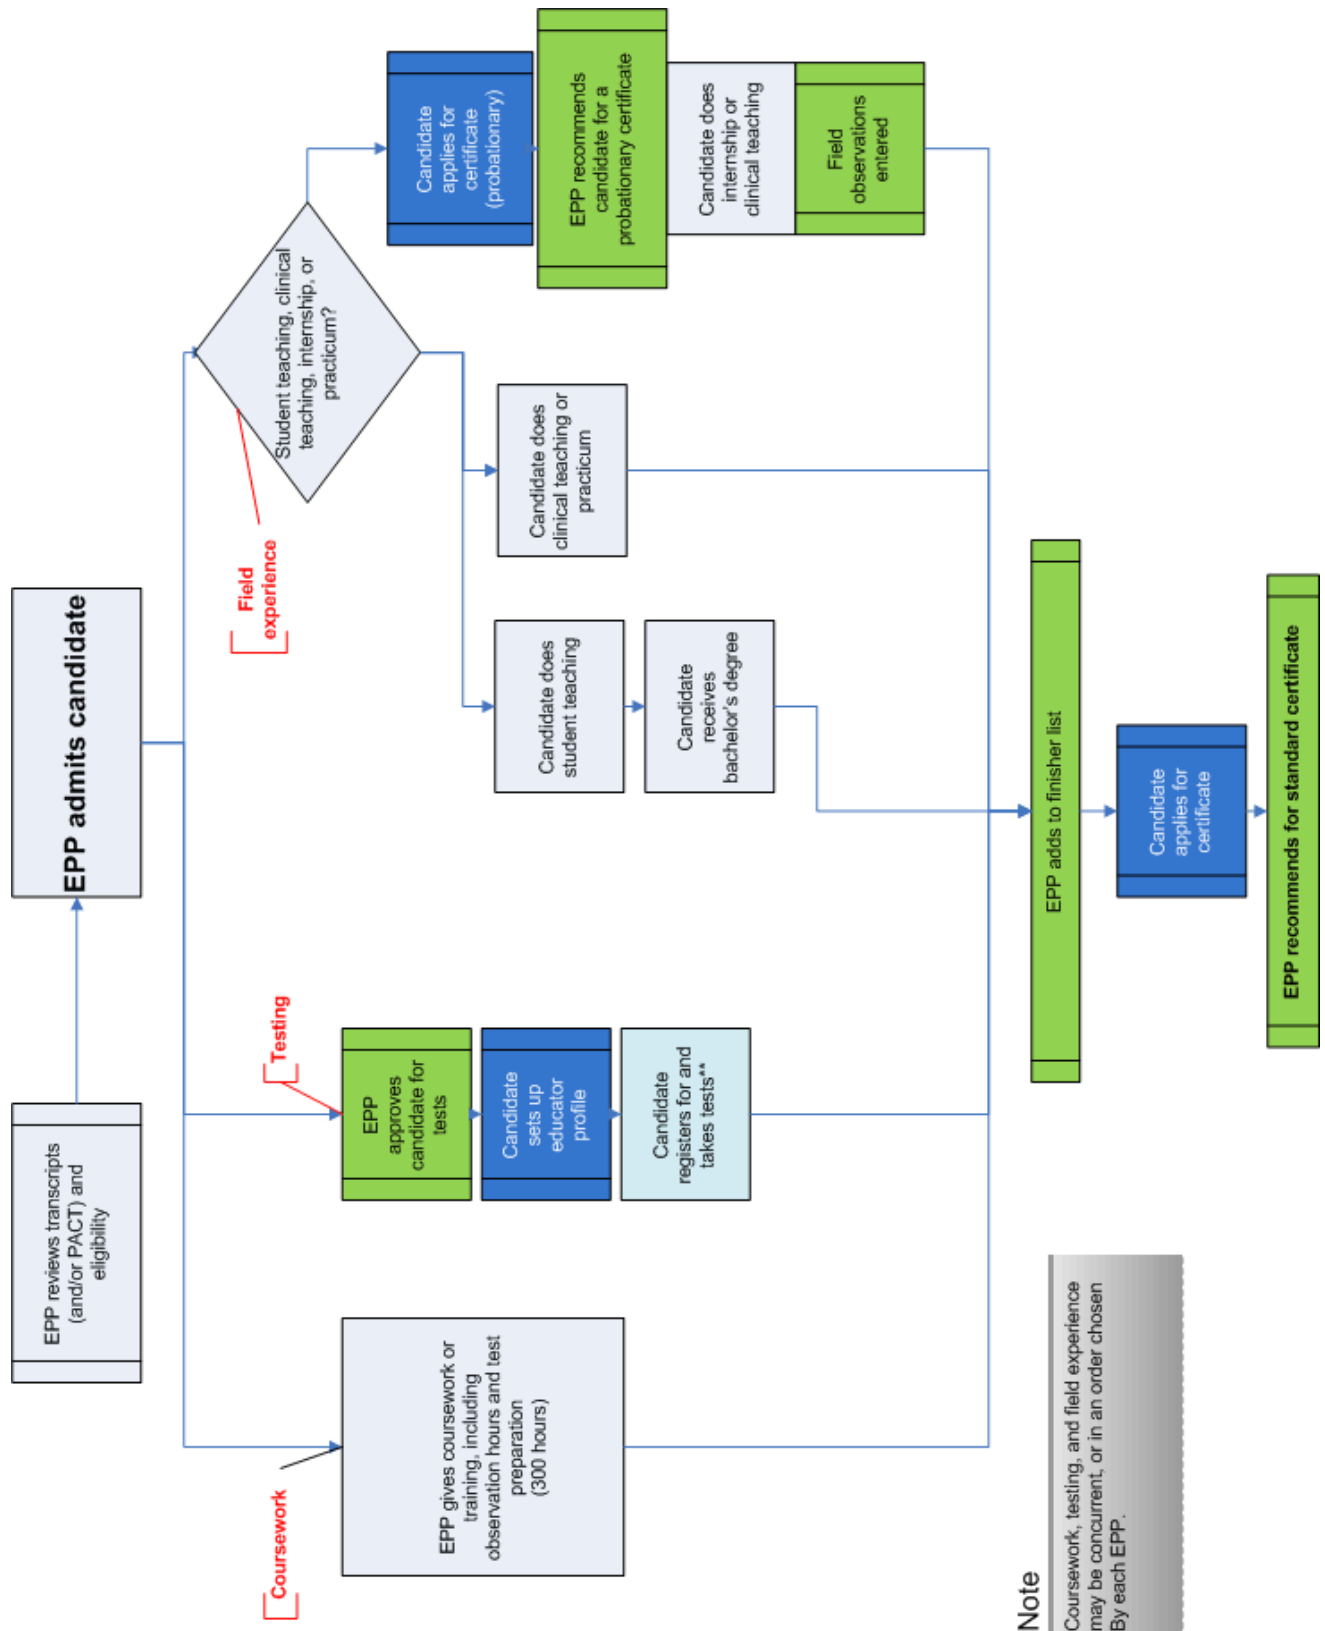 EPP reviews transcripts
(and/or PACT) and
eligibility
EPP admits candidate
Coursework
EPP gives coursework or
training, including
observation hours and test
preparation
(300 hours)
Testing
EPP
approves
candidate for
tests
Candidate
sets up
educator
profile
Candidate
registers for and
takes tests**
Field
experience
Student teaching, clinical
teaching, internship, or
practicum?
Candidate does
student teaching
Candidate
receives
bachelor's degree
Candidate does
clinical teaching or
practicum
Candidate
applies for
certificate
(probationary)
EPP recommends
candidate for a
probationary certificate
Candidate does
internship or
clinical teaching
Field
observations
entered
EPP adds to finisher list
Candidate
applies for
certificate
EPP recommends for standard certificate
Note
Coursework, testing, and field experience
may be concurrent, or in an order chosen
By each EPP.